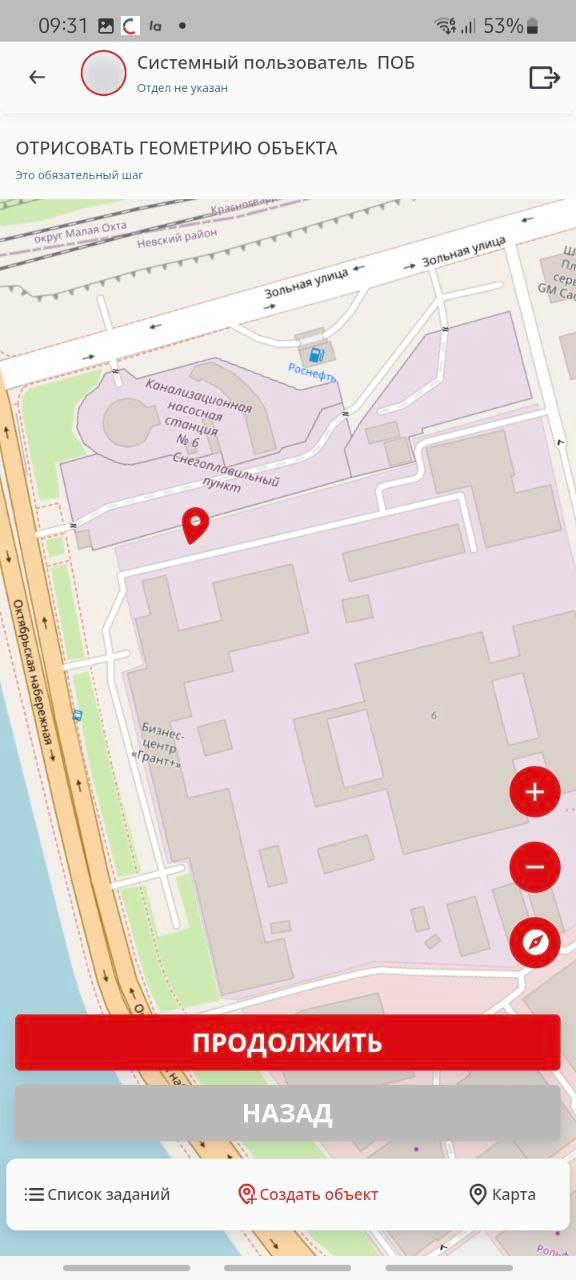 09:31
la
53%
Системный пользователь ПОБ
Отдел не указан
ОТРИСОВАТЬ ГЕОМЕТРИЮ ОБЪЕКТА
Это обязательный шаг
округ Малая Охта
Невский район
Зольная улица
Зольная улица
GM
Роснефть
Канализационная
насосная
станция
№ 6
Снегоплавильный
пункт
Октябрьская набережная
Бизнес-
центр
«Грант+»
6
ПРОДОЛЖИТЬ
НАЗАД
Список заданий
Создать объект
Карта